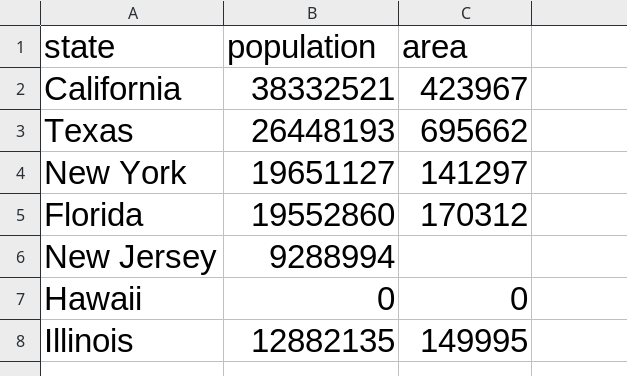 A B C
1 state population area
2 California 38332521 423967
3 Texas 26448193 695662
4 New York 19651127 141297
5 Florida 19552860 170312
6 New Jersey 9288994
7 Hawaii 0 0
8 Illinois 12882135 149995